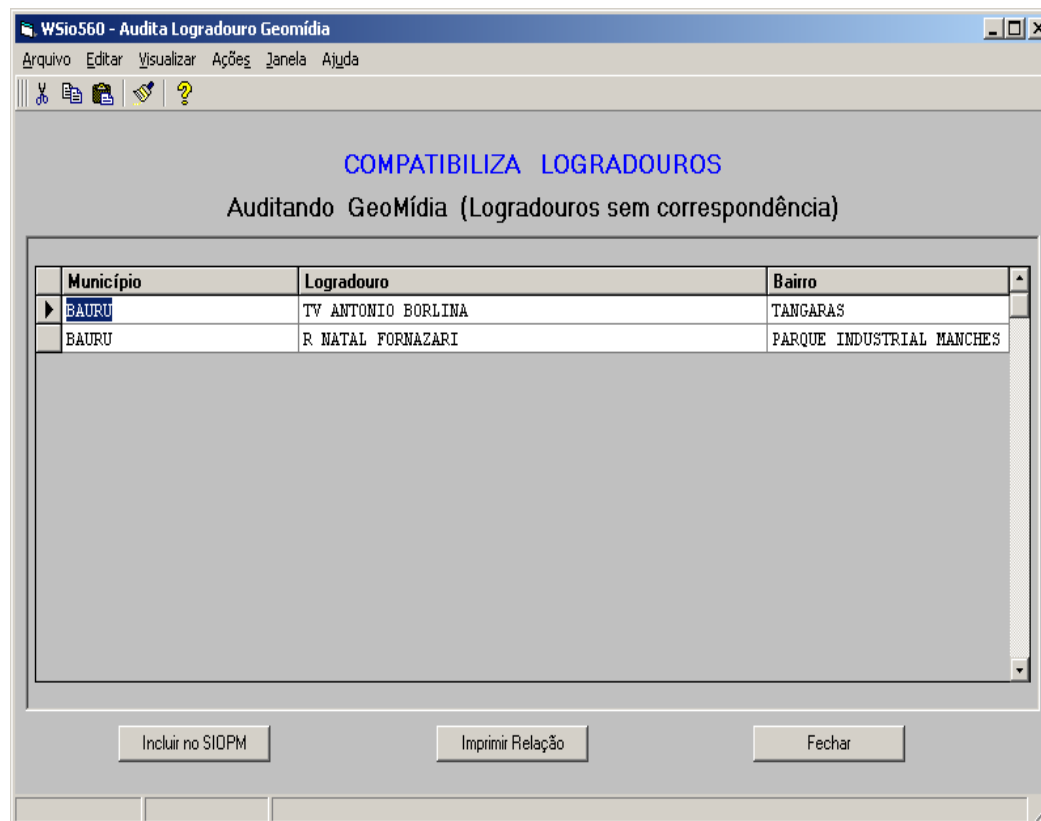 WSio560 - Audita Logradouro Geomídia
Arquivo Editar Visualizar Ações Janela Ajuda
COMPATIBILIZA LOGRADOUROS
Auditando GeoMídia (Logradouros sem correspondência)
Município Logradouro Bairro
BAURU TV ANTONIO BORLINA TANGARAS
BAURU R NATAL FORNAZARI PARQUE INDUSTRIAL MANCHES
Incluir no SIOPM Imprimir Relação Fechar